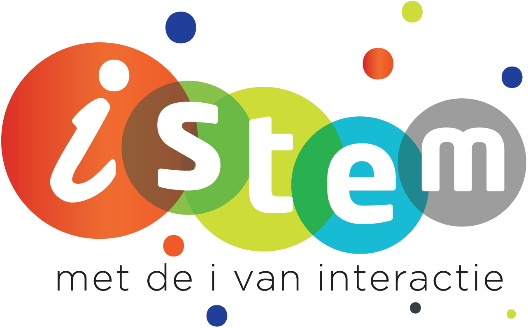 iStem
met de i van interactie